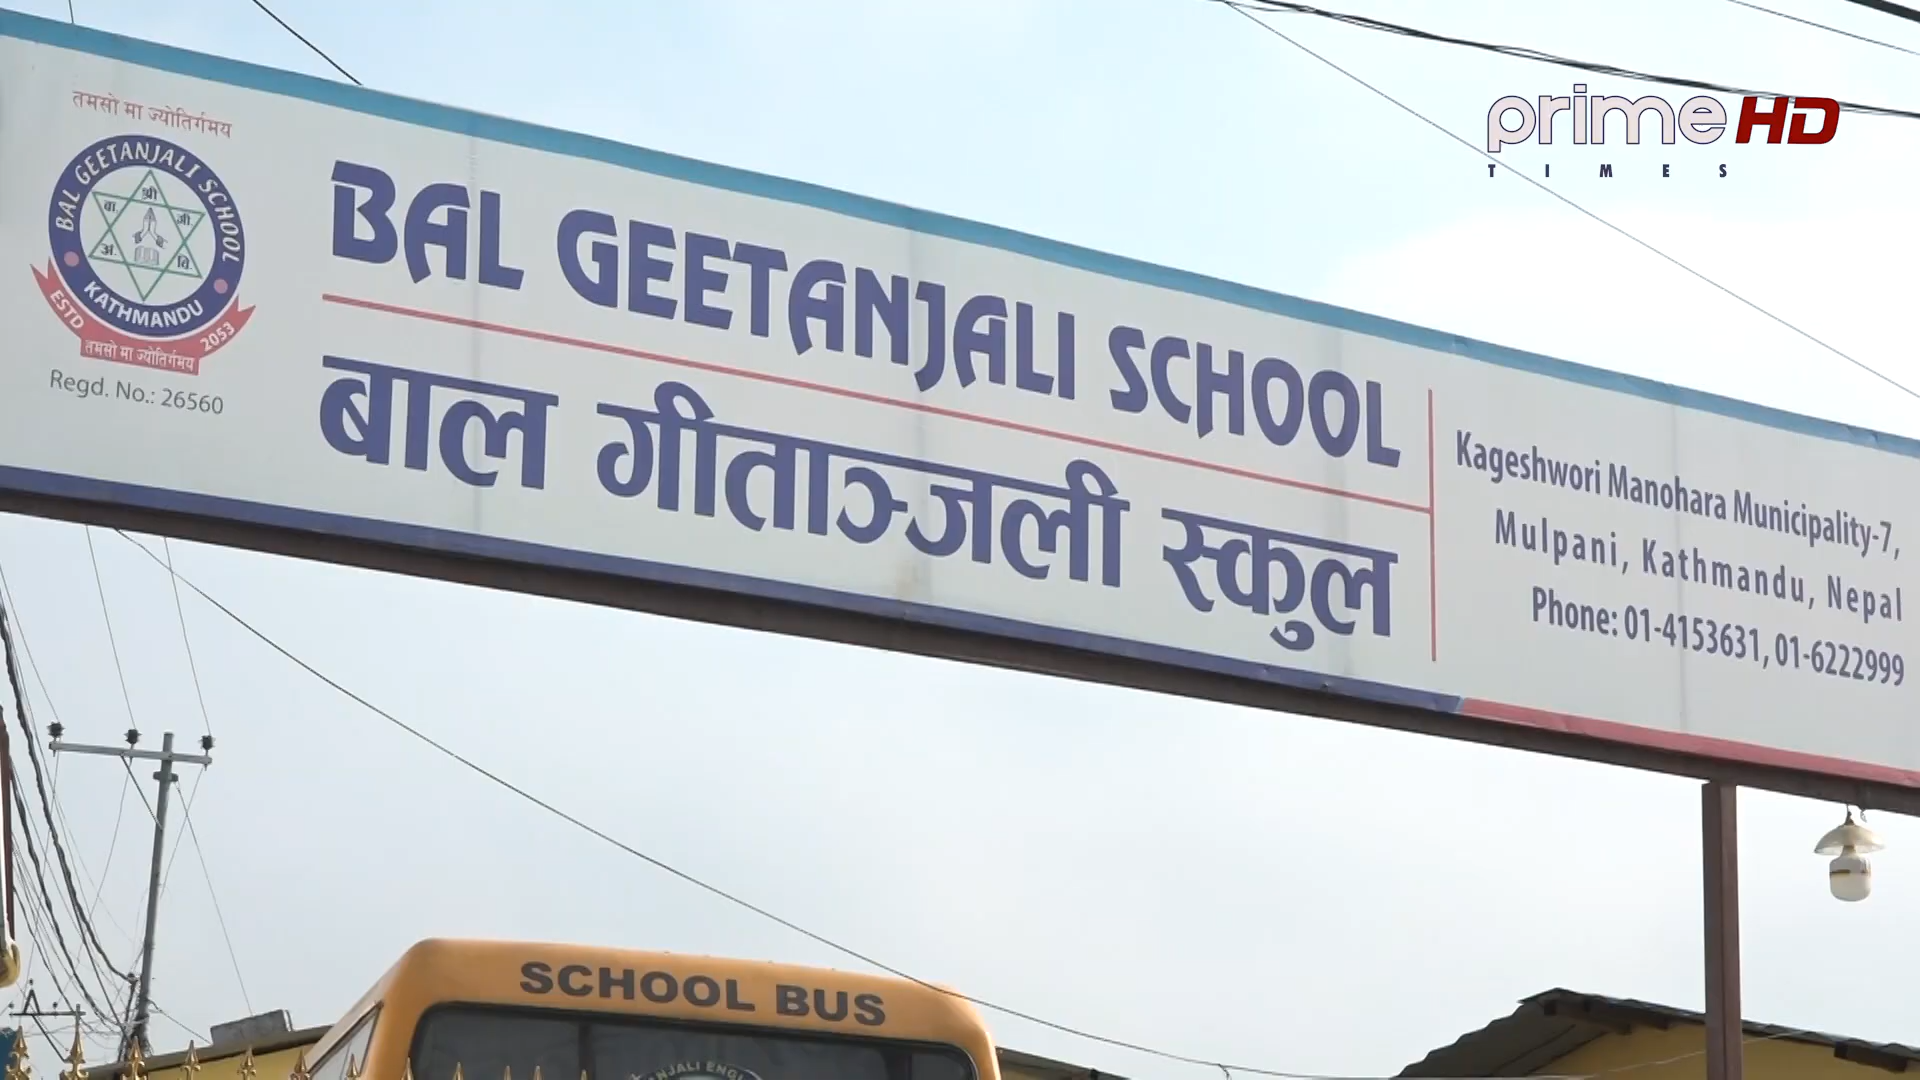 तमसो मा ज्योतिर्गमय
BAL GEETANJALI SCHOOL
श्री
बा. जी.
अं. वि.
KATHMANDU
ESTD 2053
तमसो मा ज्योतिर्गमय
Regd. No.: 26560
BAL GEETANJALI SCHOOL
बाल गीताञ्जली स्कुल
Kageshwori Manohara Municipality-7,
Mulpani, Kathmandu, Nepal
Phone: 01-4153631, 01-6222999
prime HD
TIMES
SCHOOL BUS